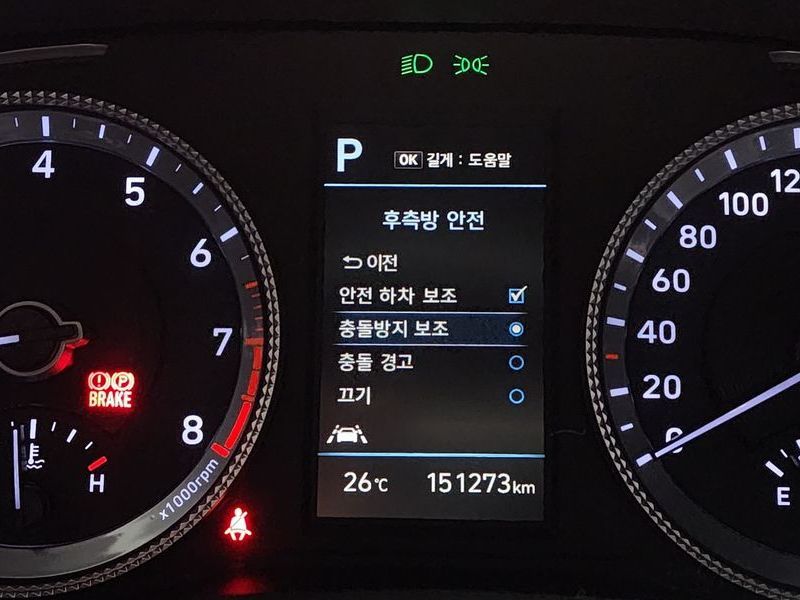 P
OK 길게 : 도움말
후측방 안전
이전
안전 하차 보조
충돌방지 보조
충돌 경고
끄기
26℃ 151273km
4
5
6
7
8
x1000rpm
BRAKE
H
0
20
40
60
80
100
E